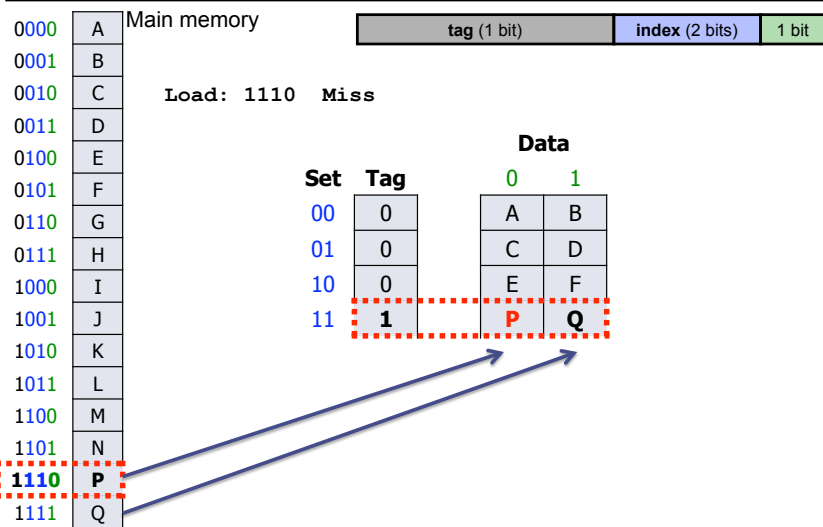 Main memory
tag (1 bit) index (2 bits) 1 bit
0000 A
0001 B
0010 C
0011 D
0100 E
0101 F
0110 G
0111 H
1000 I
1001 J
1010 K
1011 L
1100 M
1101 N
1110 P
1111 Q
Load: 1110 Miss
Data
Set Tag 0 1
00 0 A B
01 0 C D
10 0 E F
11 1 P Q